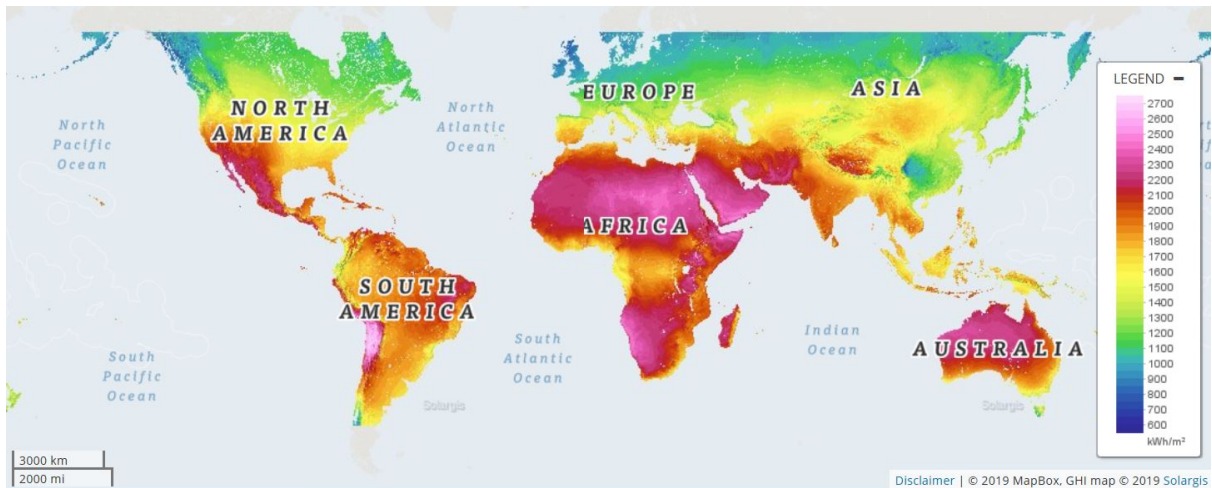 NORTH
AMERICA
EUROPE
ASIA
North
Pacific
Ocean
North
Atlantic
Ocean
AFRICA
SOUTH
AMERICA
South
Pacific
Ocean
South
Atlantic
Ocean
Indian
Ocean
AUSTRALIA
Solargis
Solargis
LEGEND
2700
2600
2500
2400
2300
2200
2100
2000
1900
1800
1700
1600
1500
1400
1300
1200
1100
1000
900
800
700
600
kWh/m²
3000 km
2000 mi
Disclaimer | © 2019 MapBox, GHI map © 2019 Solargis